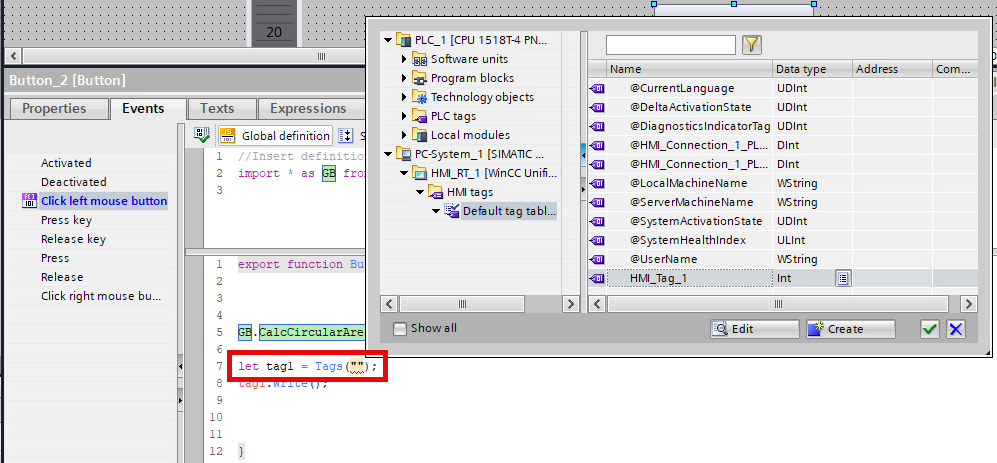 20
Button_2 [Button]
Properties
Events
Texts
Expressions
Activated
Deactivated
Click left mouse button
Press key
Release key
Press
Release
Click right mouse bu...
Global definition
1 //Insert definition
2 import * as GB from
3
1 export function Bu
5 GB.CalcCircularAre
7 let tag1 = Tags("");
8 tag1.Write();
9
10
11
12 }
PLC_1 [CPU 1518T-4 PN...
Software units
Program blocks
Technology objects
PLC tags
Local modules
PC-System_1 [SIMATIC ...
HMI_RT_1 [WinCC Unifi...
HMI tags
Default tag tabl...
Name Data type Address Com...
@CurrentLanguage UDInt
@DeltaActivationState UDInt
@DiagnosticsIndicatorTag UDInt
@HMI_Connection_1_PL... DInt
@HMI_Connection_1_PL... DInt
@LocalMachineName WString
@ServerMachineName WString
@SystemActivationState UDInt
@SystemHealthIndex ULInt
@UserName WString
HMI_Tag_1 Int
Show all
Edit
Create